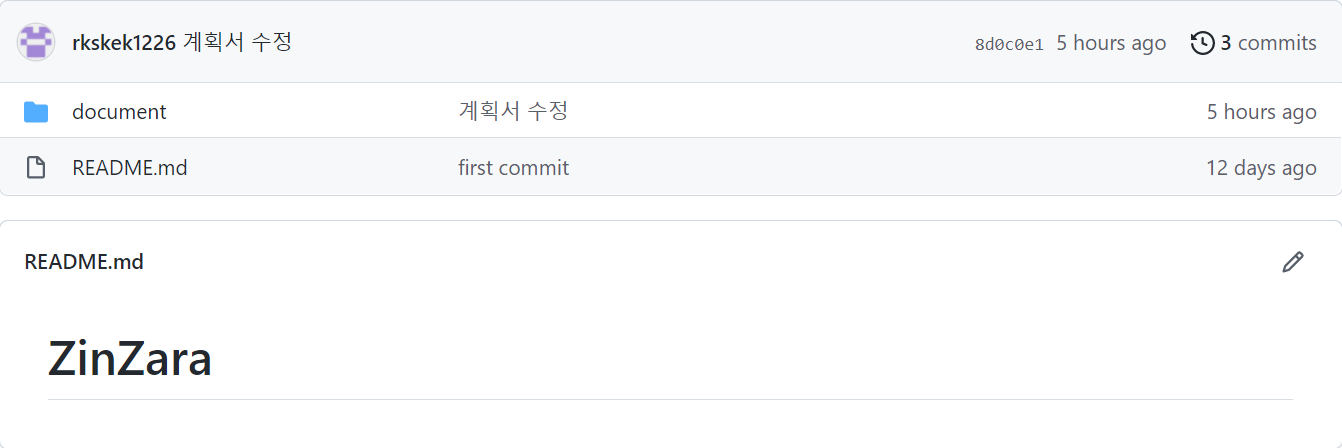 rkskek1226 계획서 수정 8d0c0e1 5 hours ago 3 commits
document 계획서 수정 5 hours ago
README.md first commit 12 days ago
README.md
ZinZara